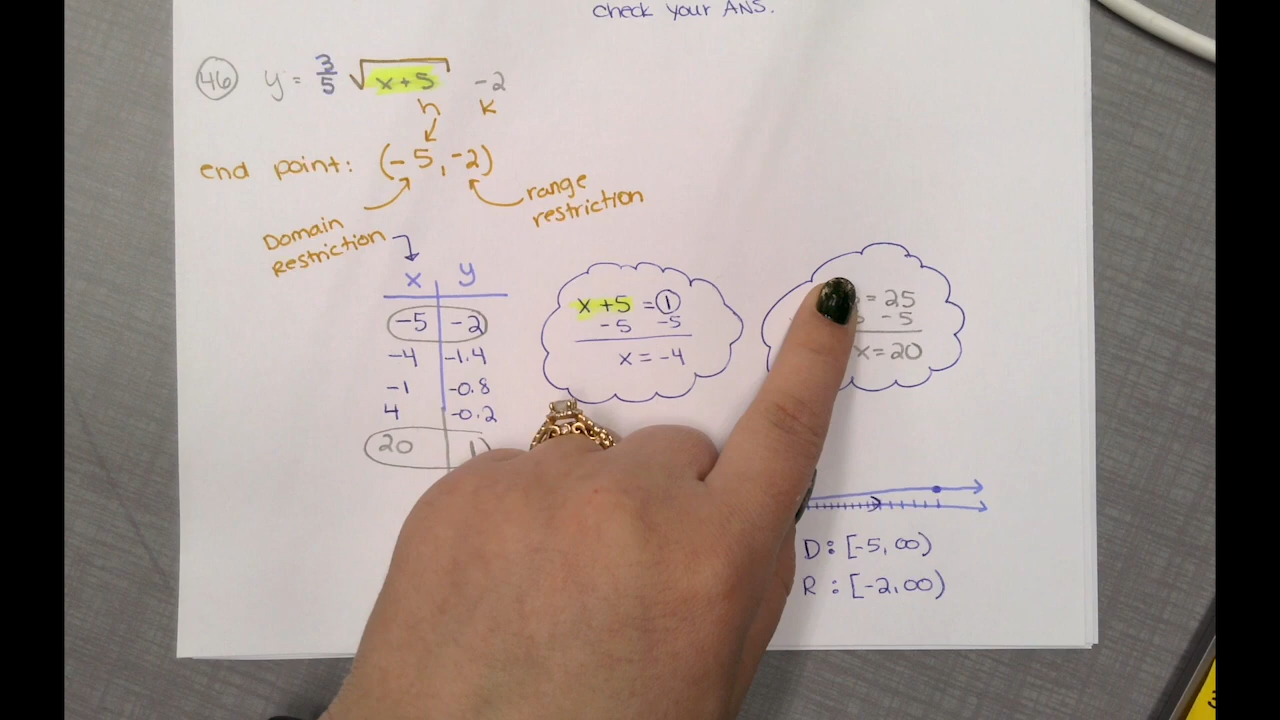 check your ANS.
46 y = 3/5 √x+5 -2
h k
end point: (-5,-2)
range
restriction
Domain
Restriction
x y
-5 -2
-4 -1.4
-1 -0.8
4 -0.2
20 1
x+5 = 1
-5 -5
x = -4
= 25
-5
x = 20
D: [-5, ∞)
R : [-2, ∞)